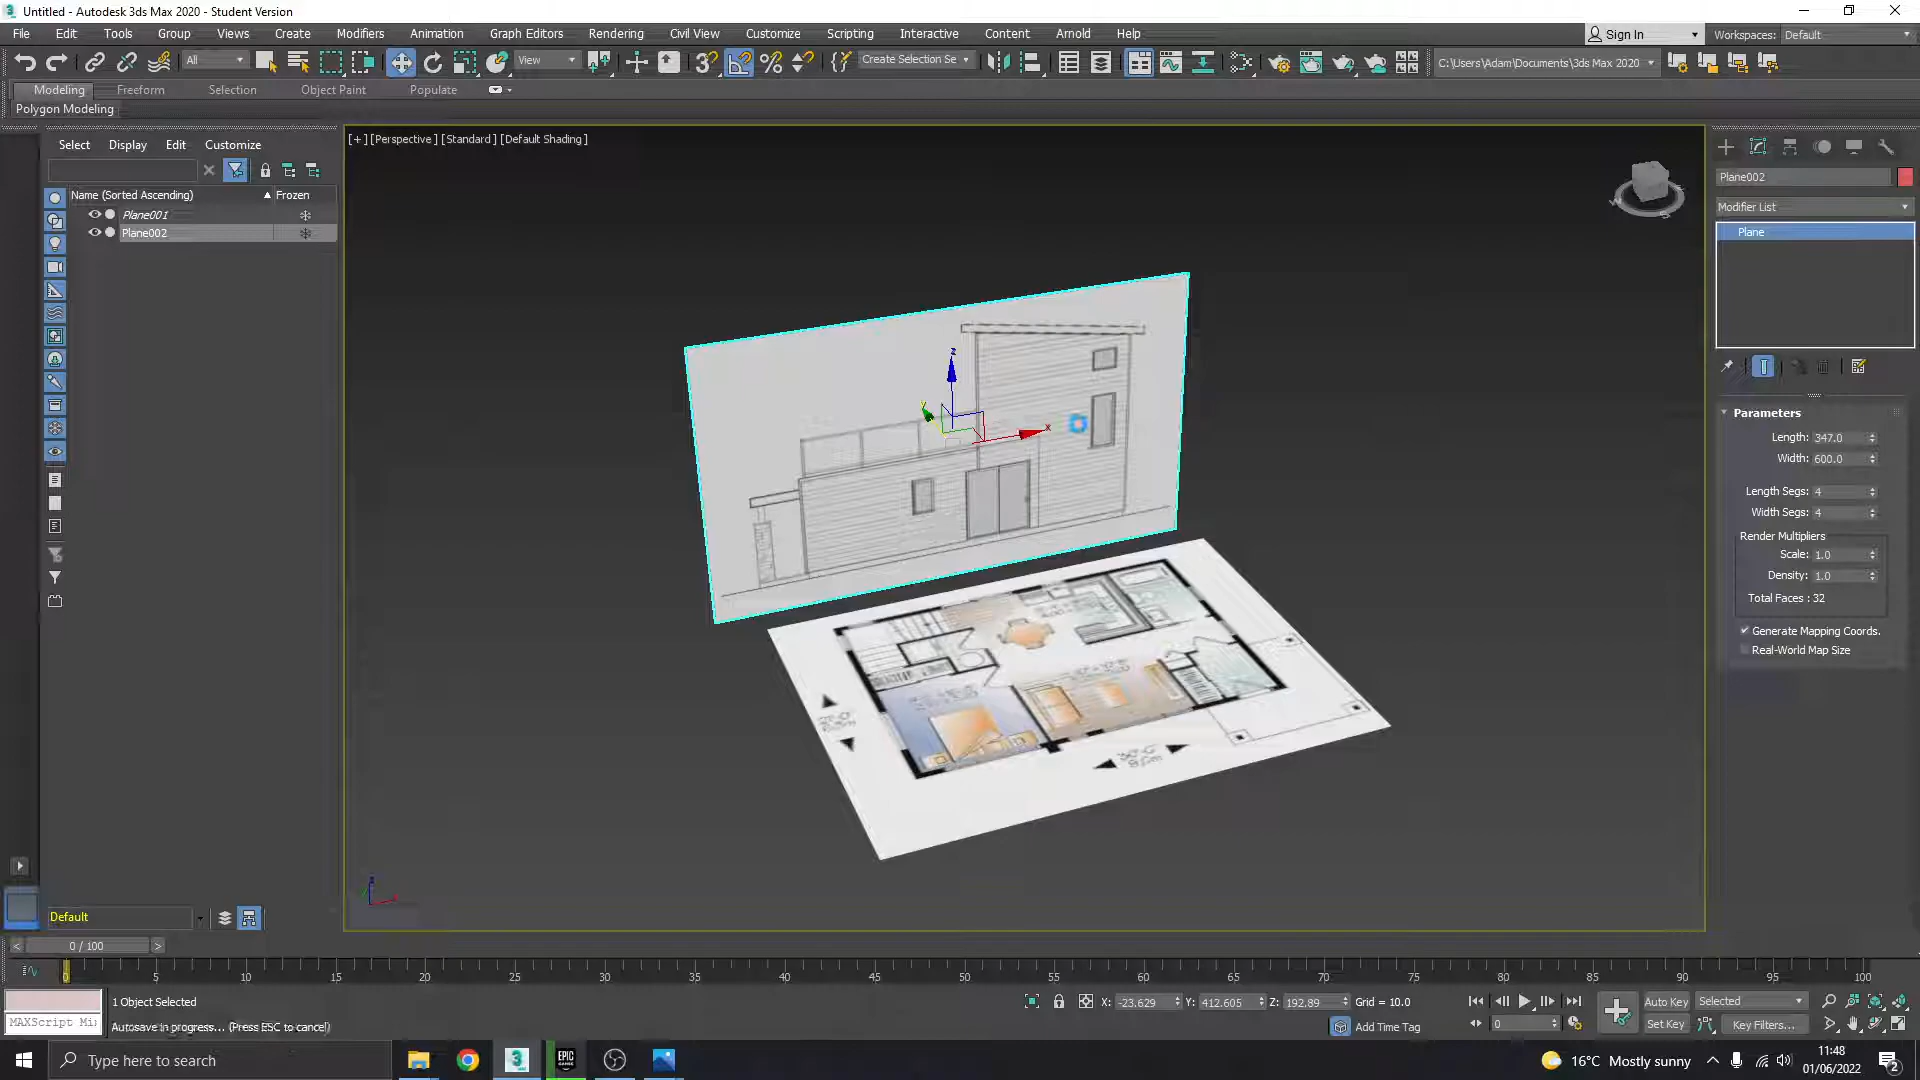 Untitled - Autodesk 3ds Max 2020 - Student Version
File Edit Tools Group Views Create Modifiers Animation Graph Editors Rendering Civil View Customize Scripting Interactive Content Arnold Help
Sign In Workspaces: Default
All View Create Selection Se C:\Users\Adam\Documents\3ds Max 2020
Modeling Freeform Selection Object Paint Populate
Polygon Modeling
Select Display Edit Customize
[+] [Perspective] [Standard] [Default Shading]
Name (Sorted Ascending) Frozen
Plane001
Plane002
Plane002
Modifier List
Plane
Parameters
Length: 347.0
Width: 600.0
Length Segs: 4
Width Segs: 4
Render Multipliers
Scale: 1.0
Density: 1.0
Total Faces : 32
Generate Mapping Coords.
Real-World Map Size
z
x
Default
0 / 100
0 5 10 15 20 25 30 35 40 45 50 55 60 65 70 75 80 85 90 95 100
1 Object Selected
X: -23.629 Y: 412.605 Z: 192.89 Grid = 10.0
Auto Key Selected
MAXScript Mi
Autosave in progress... (Press ESC to cancel)
Add Time Tag
0
Set Key Key Filters...
Type here to search
EPIC GAMES
16°C Mostly sunny
11:48
01/06/2022
2